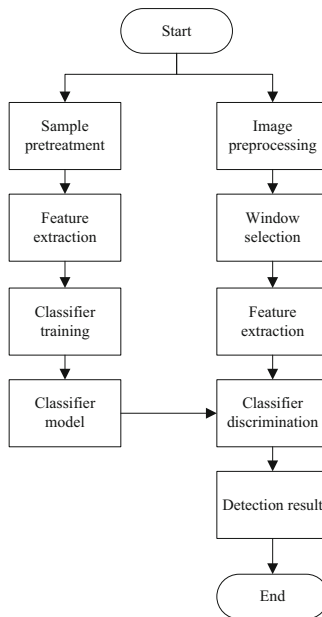 Start
Sample
pretreatment
Image
preprocessing
Feature
extraction
Window
selection
Classifier
training
Feature
extraction
Classifier
model
Classifier
discrimination
Detection result
End